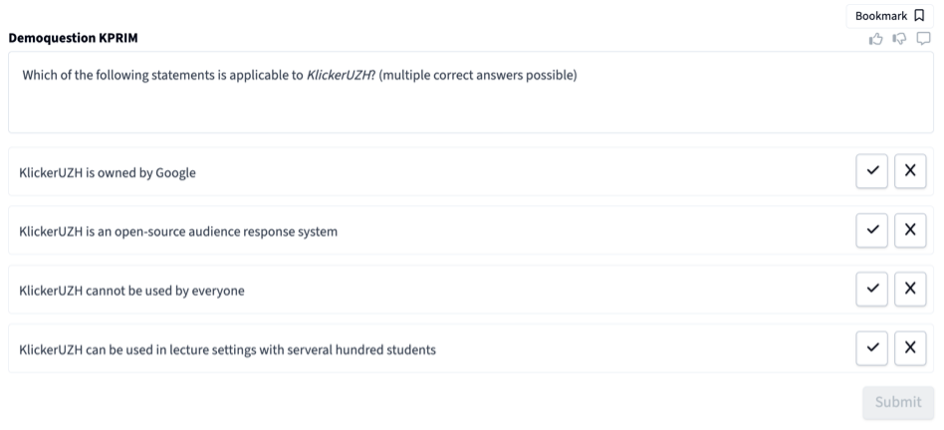 Bookmark
Demoquestion KPRIM
Which of the following statements is applicable to KlickerUZH? (multiple correct answers possible)
KlickerUZH is owned by Google
KlickerUZH is an open-source audience response system
KlickerUZH cannot be used by everyone
KlickerUZH can be used in lecture settings with serveral hundred students
Submit